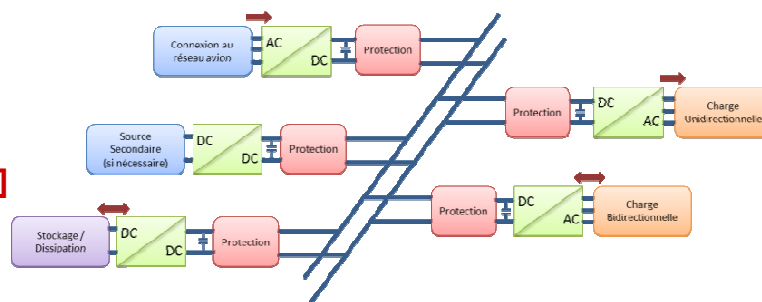 Connexion au
réseau avion
AC
DC
Protection
Protection
DC
AC
Charge
Unidirectionnelle
Source
Secondaire
(si nécessaire)
DC
DC
Protection
]
Protection
DC
AC
Charge
Bidirectionnelle
Stockage/
Dissipation
DC
DC
Protection